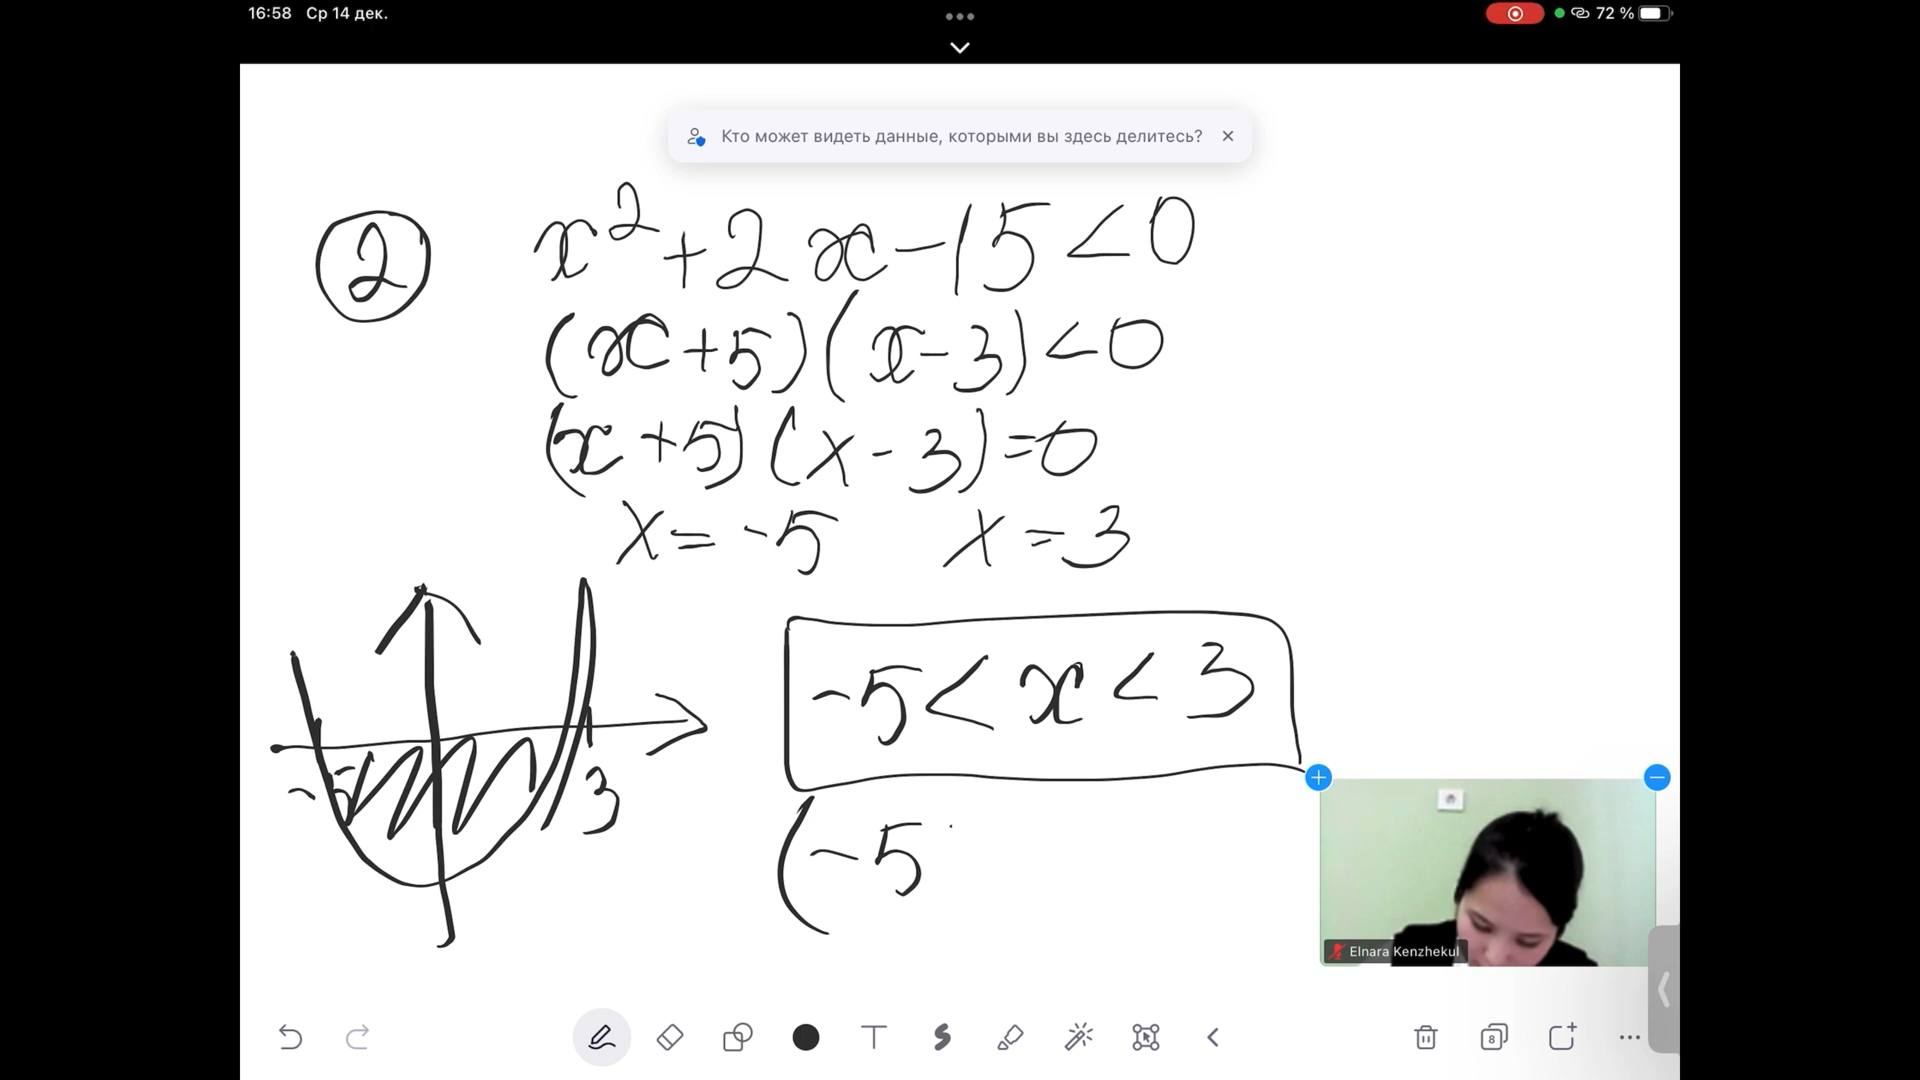 16:58 Ср 14 дек.
72 %
Кто может видеть данные, которыми вы здесь делитесь?
2
x²+2x-15<0
(x+5)(x-3)<0
(x+5)(x-3)=0
x=-5 x=3
-5<x<3
-5 3
(-5
Elnara Kenzhekul
T
8